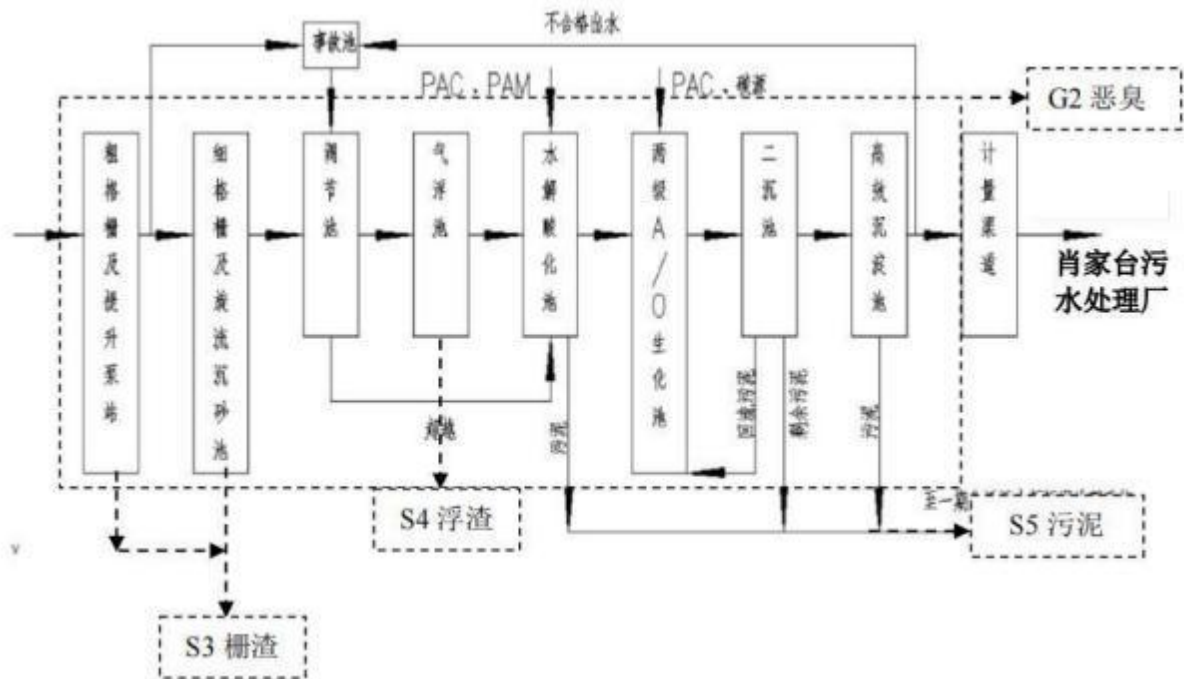 不合格出水
事故池
PAC、PAM
PAC、碳源
G2 恶臭
粗格栅及提升泵站
细格栅及旋流沉砂池
调节池
气浮池
水解酸化池
两级A/O生化池
二沉池
高效沉淀池
计量渠道
肖家台污
水处理厂
超越
污泥
回流污泥
剩余污泥
污泥
S4 浮渣
S5 污泥
S3 栅渣
v